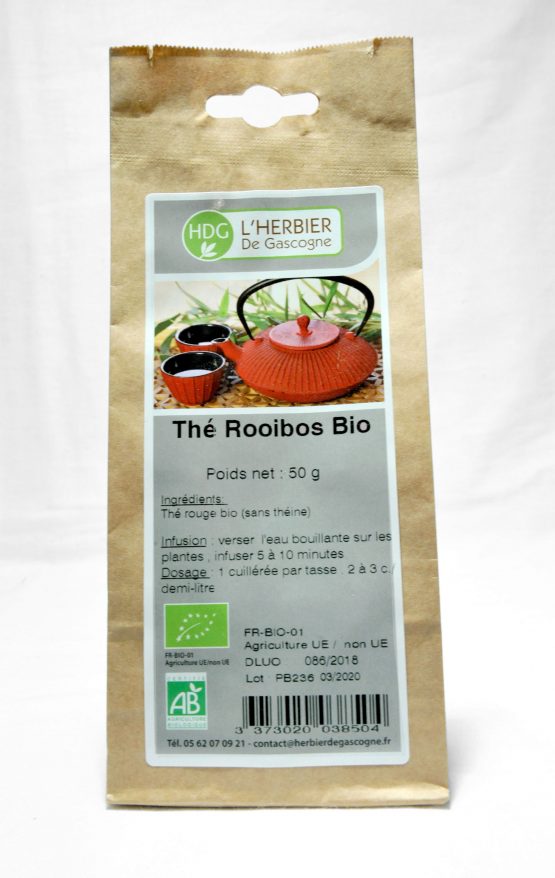 HDG L'HERBIER
De Gascogne
Thé Rooibos Bio
Poids net : 50 g
Ingrédients:
Thé rouge bio (sans théine)
Infusion : verser l'eau bouillante sur les
plantes , infuser 5 à 10 minutes
Dosage : 1 cuillérée par tasse . 2 à 3 c./
demi-litre
FR-BIO-01
Agriculture UE/non UE
FR-BIO-01
Agriculture UE / non UE
DLUO 086/2018
Lot : PB236 03/2020
CERTIFIÉ
AB
AGRICULTURE
BIOLOGIQUE
3 373020 038504
Tél. 05 62 07 09 21 - contact@herbierdegascogne.fr